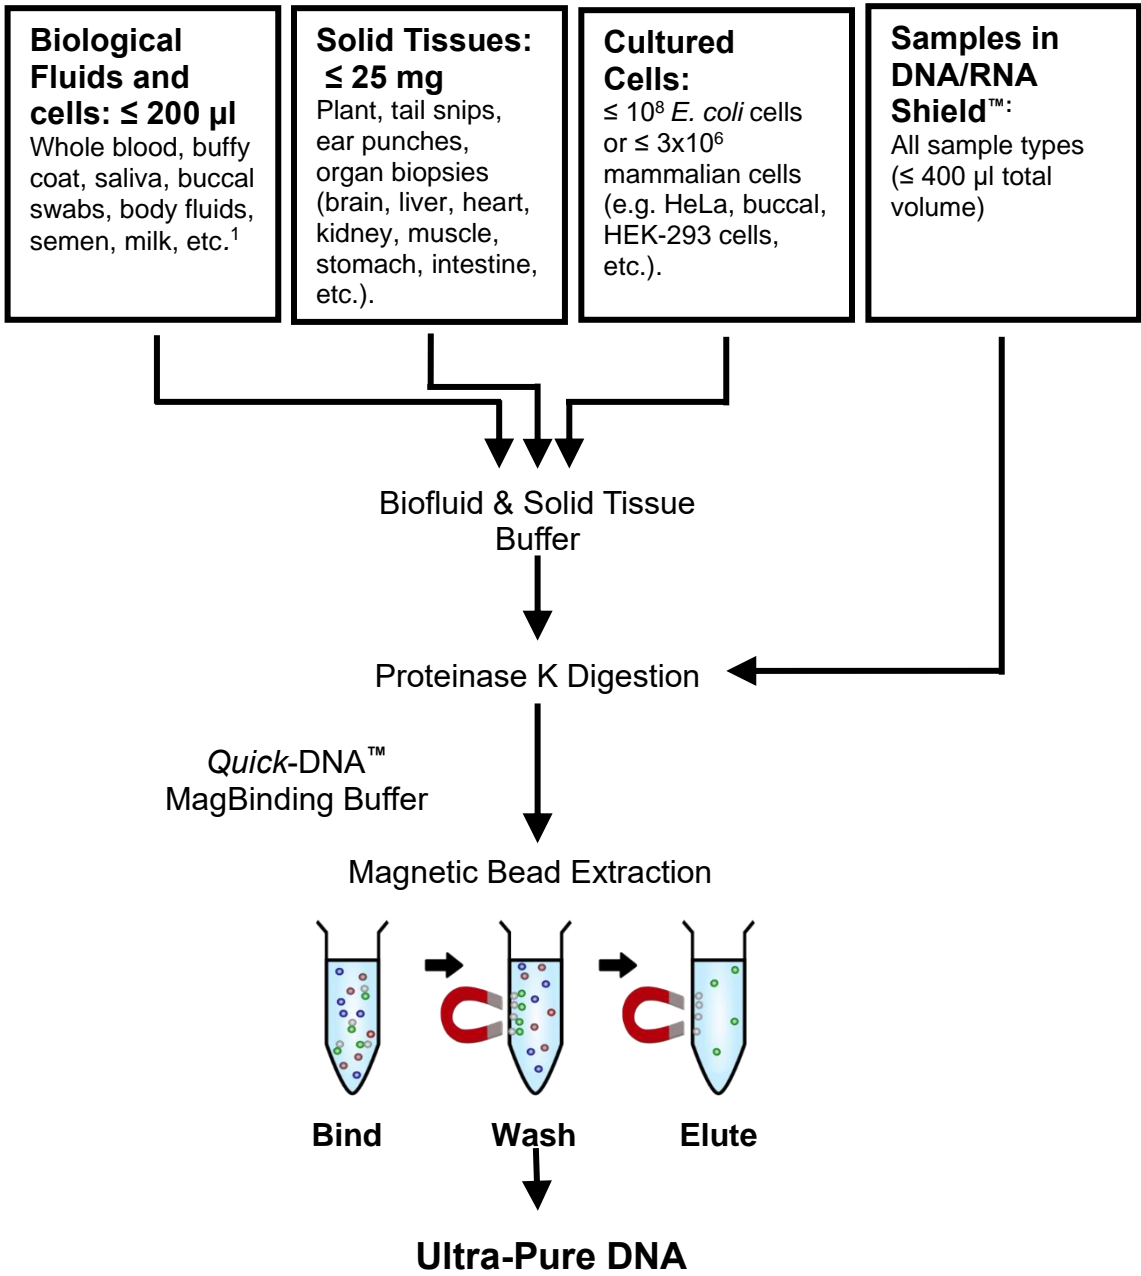 Biological
Fluids and
cells: ≤ 200 µl
Whole blood, buffy
coat, saliva, buccal
swabs, body fluids,
semen, milk, etc.¹
Solid Tissues:
≤ 25 mg
Plant, tail snips,
ear punches,
organ biopsies
(brain, liver, heart,
kidney, muscle,
stomach, intestine,
etc.).
Cultured
Cells:
≤ 10⁸ E. coli cells
or ≤ 3x10⁶
mammalian cells
(e.g. HeLa, buccal,
HEK-293 cells,
etc.).
Samples in
DNA/RNA
Shield™:
All sample types
(≤ 400 µl total
volume)
Biofluid & Solid Tissue
Buffer
Proteinase K Digestion
Quick-DNA™
MagBinding Buffer
Magnetic Bead Extraction
Bind Wash Elute
Ultra-Pure DNA